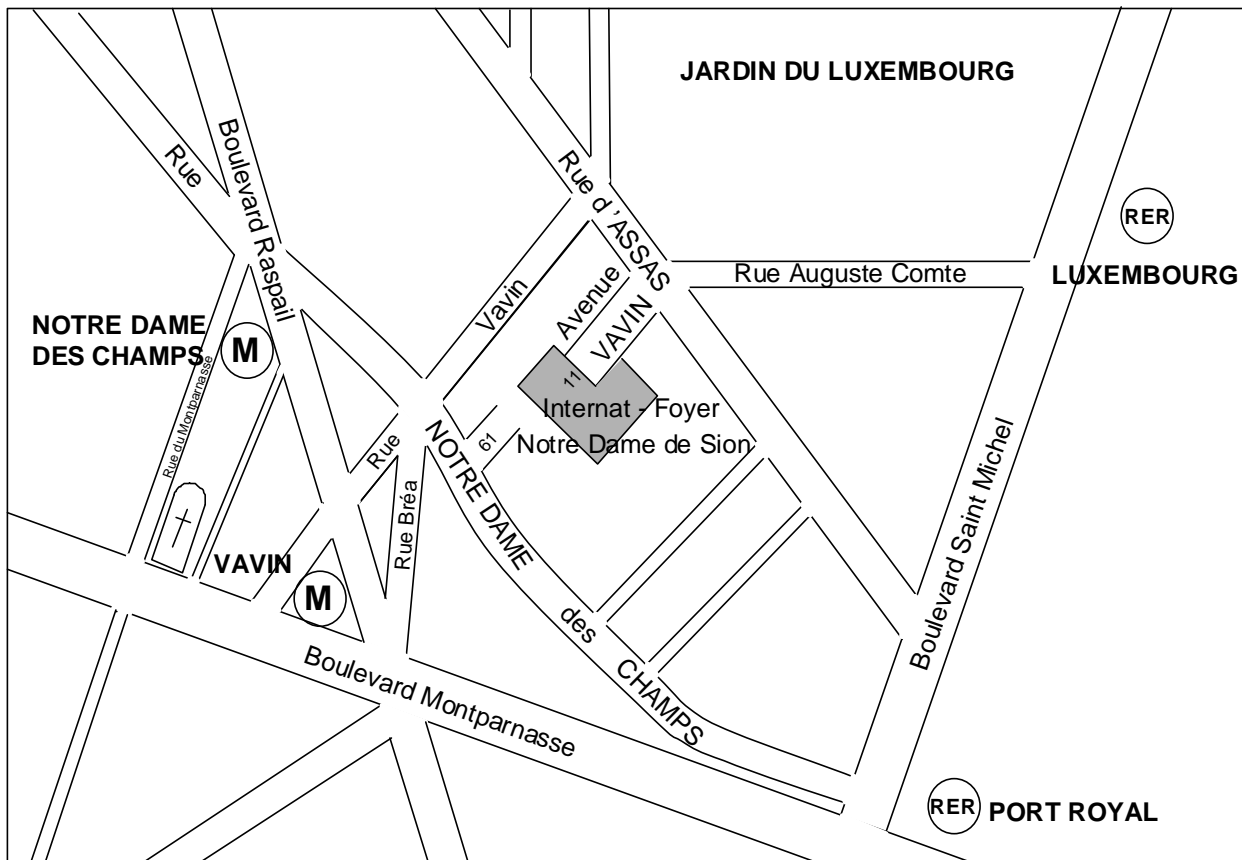 JARDIN DU LUXEMBOURG
Rue
Boulevard Raspail
Rue d 'ASSAS
RER
LUXEMBOURG
Rue Auguste Comte
Vavin
Avenue
VAVIN
NOTRE DAME
DES CHAMPS
M
Rue du Montparnasse
11
Internat - Foyer
Notre Dame de Sion
61
Rue
Rue Bréa
NOTRE DAME
des
CHAMPS
VAVIN
M
Boulevard Saint Michel
Boulevard Montparnasse
RER
PORT ROYAL